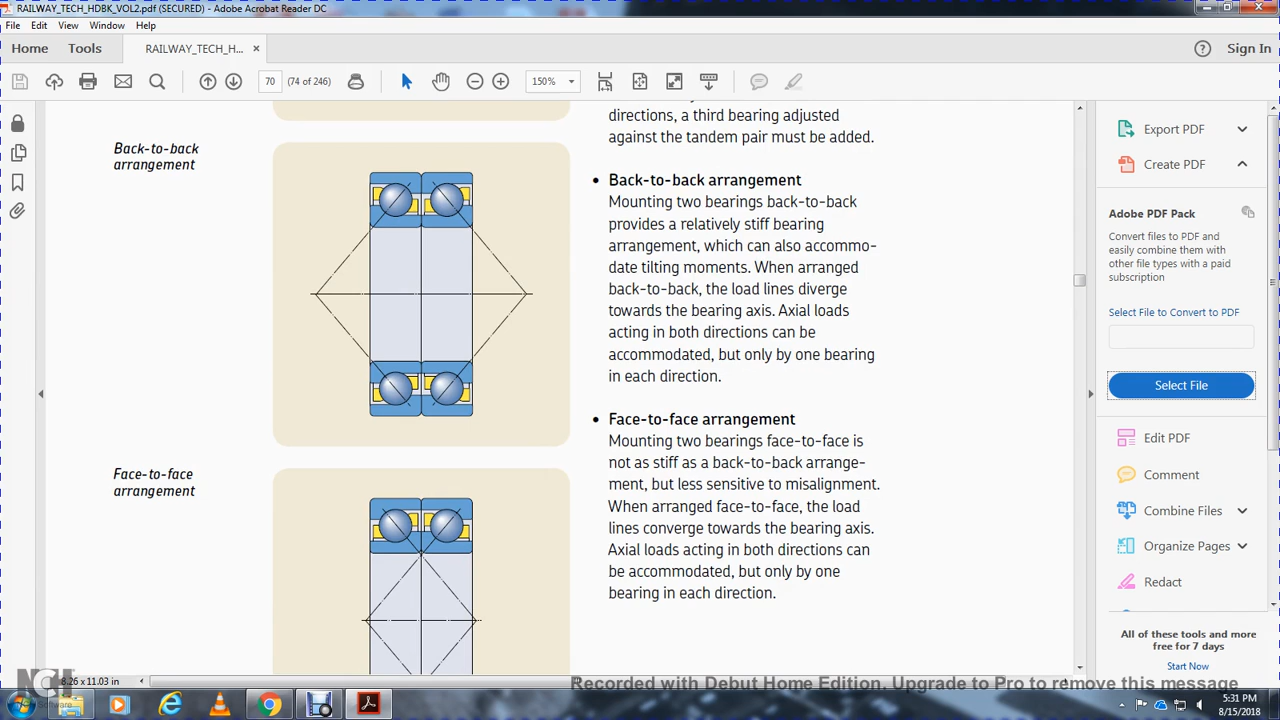 RAILWAY_TECH_HDBK_VOL2.pdf (SECURED) - Adobe Acrobat Reader DC
File Edit View Window Help
Home Tools RAILWAY_TECH_H... × Sign In
70 (74 of 246) 150%
Back-to-back
arrangement
Face-to-face
arrangement
directions, a third bearing adjusted
against the tandem pair must be added.
• Back-to-back arrangement
Mounting two bearings back-to-back
provides a relatively stiff bearing
arrangement, which can also accommo-
date tilting moments. When arranged
back-to-back, the load lines diverge
towards the bearing axis. Axial loads
acting in both directions can be
accommodated, but only by one bearing
in each direction.
• Face-to-face arrangement
Mounting two bearings face-to-face is
not as stiff as a back-to-back arrange-
ment, but less sensitive to misalignment.
When arranged face-to-face, the load
lines converge towards the bearing axis.
Axial loads acting in both directions can
be accommodated, but only by one
bearing in each direction.
Export PDF
Create PDF
Adobe PDF Pack
Convert files to PDF and
easily combine them with
other file types with a paid
subscription
Select File to Convert to PDF
Select File
Edit PDF
Comment
Combine Files
Organize Pages
Redact
All of these tools and more
free for 7 days
Start Now
8.26 x 11.03 in
NCH
Software
Recorded with Debut Home Edition. Upgrade to Pro to remove this message
5:31 PM
8/15/2018